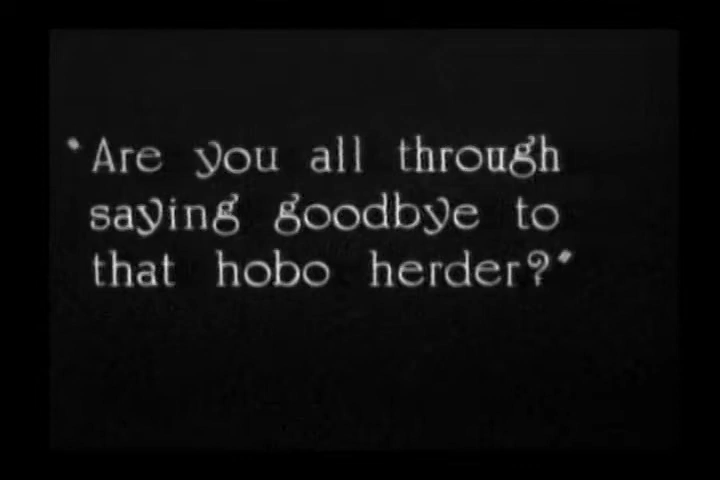 "Are you all through
saying goodbye to
that hobo herder?"